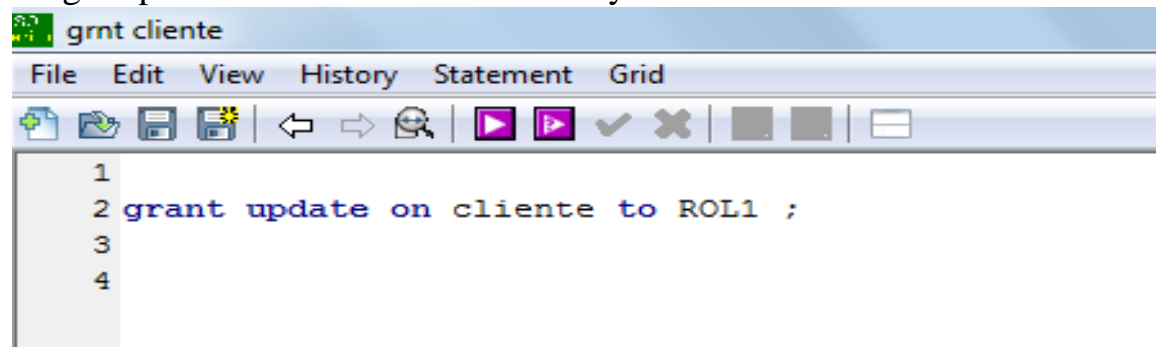 grnt cliente
File Edit View History Statement Grid
1
2 grant update on cliente to ROL1 ;
3
4